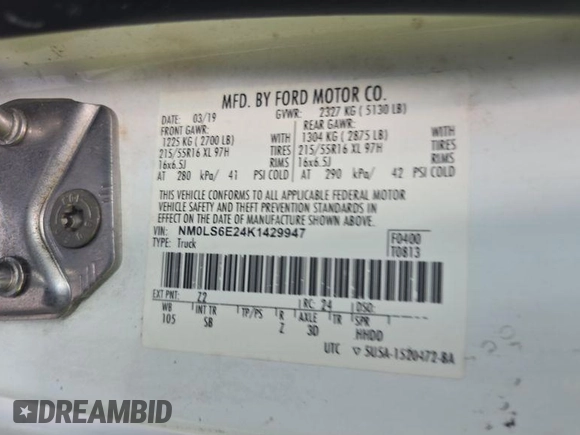 MFD. BY FORD MOTOR CO.
DATE: 03/19 GVWR: 2327 KG ( 5130 LB)
FRONT GAWR: REAR GAWR:
1225 KG ( 2700 LB) WITH 1304 KG ( 2875 LB) WITH
215/55R16 XL 97H TIRES 215/55R16 XL 97H TIRES
16x6.5J RIMS 16x6.5J RIMS
AT 280 kPa/ 41 PSI COLD AT 290 kPa/ 42 PSI COLD
THIS VEHICLE CONFORMS TO ALL APPLICABLE FEDERAL MOTOR
VEHICLE SAFETY AND THEFT PREVENTION STANDARDS IN
EFFECT ON THE DATE OF MANUFACTURE SHOWN ABOVE.
VIN: NM0LS6E24K1429947 F0400
TYPE: Truck T0813
EXT PNT: Z2 RC: 24 DSO:
WB INT TR TP/PS R AXLE TR SPR
105 SB Z 3D HHDD
UTC 5U5A-1520472-BA
DREAMBID